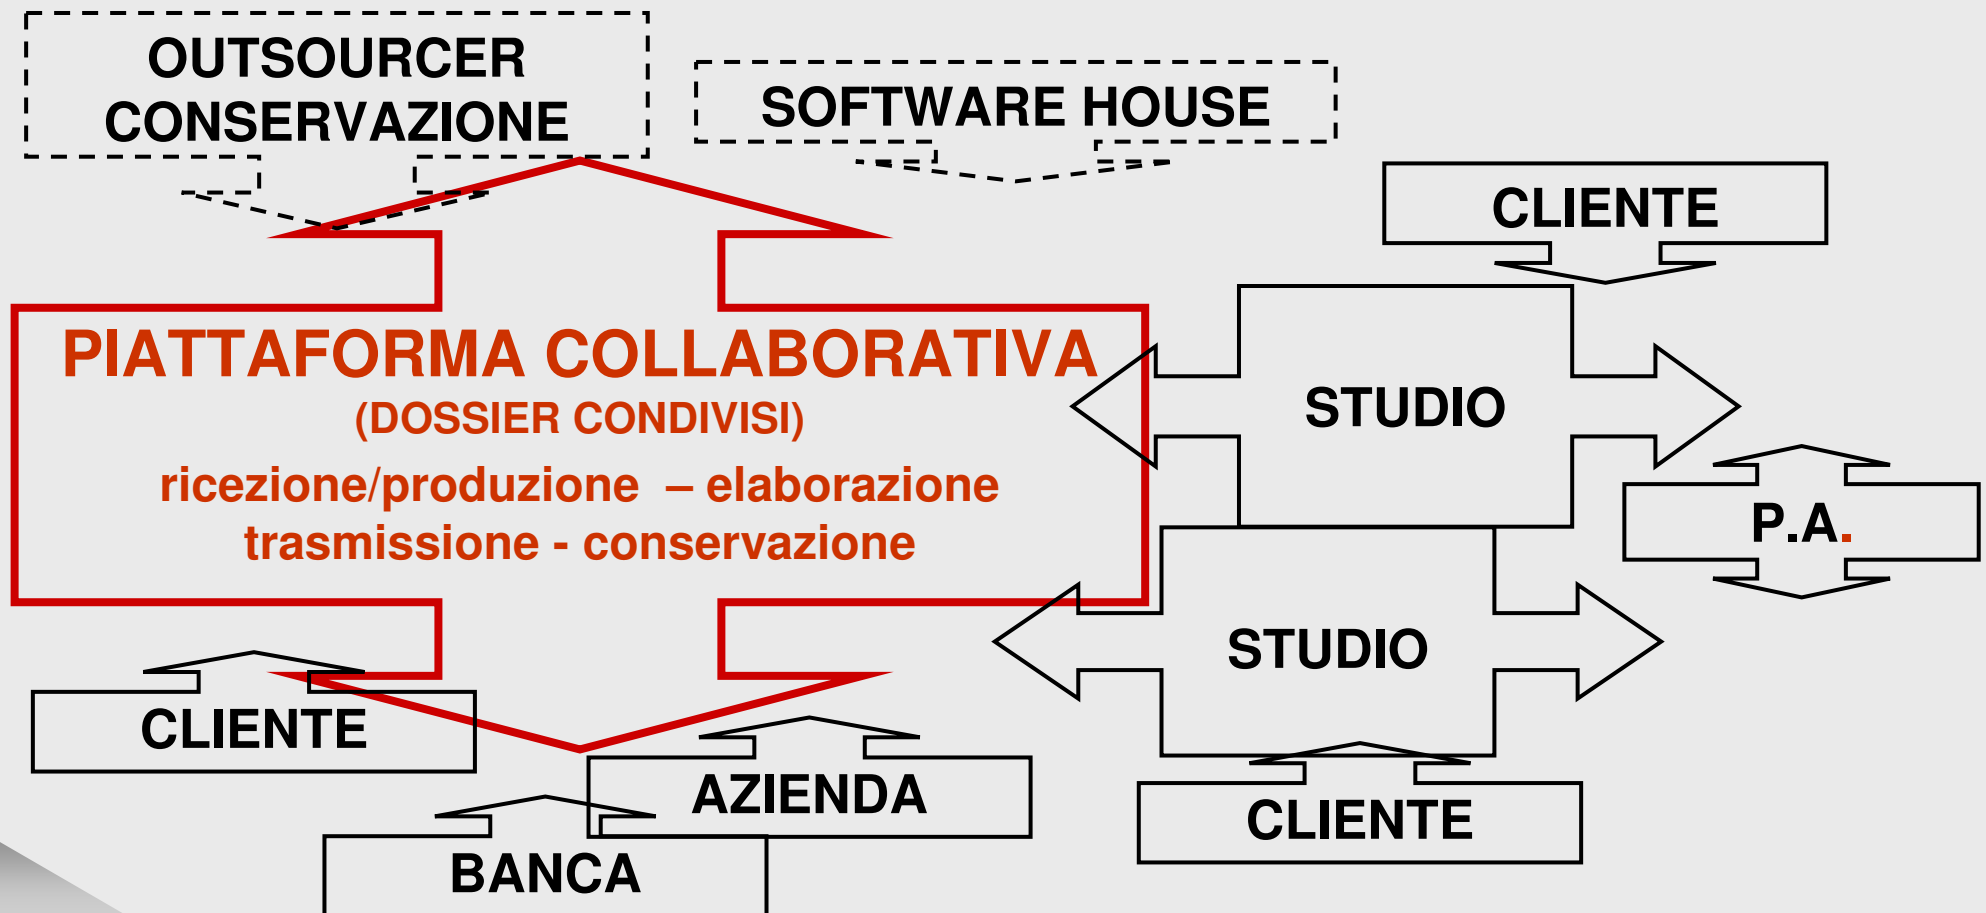 OUTSOURCER
CONSERVAZIONE
SOFTWARE HOUSE
CLIENTE
PIATTAFORMA COLLABORATIVA
(DOSSIER CONDIVISI)
ricezione/produzione – elaborazione
trasmissione - conservazione
STUDIO
P.A.
STUDIO
CLIENTE
AZIENDA
CLIENTE
BANCA